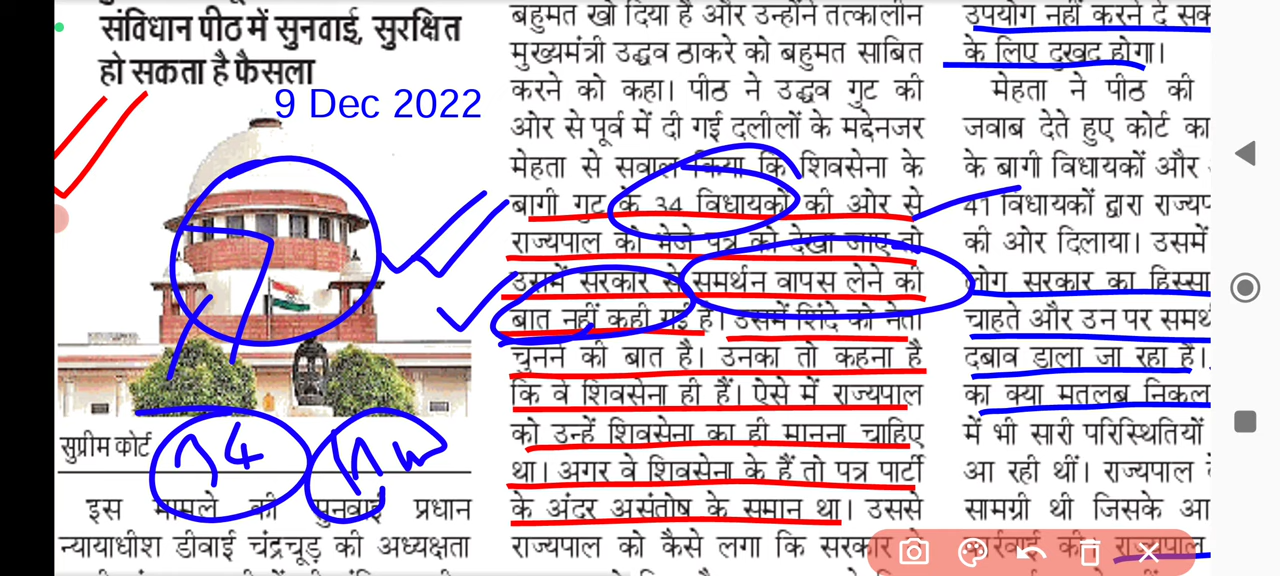 संविधान पीठ में सुनवाई, सुरक्षित
हो सकता है फैसला
9 Dec 2022
सुप्रीम कोर्ट
34
इस मामले की सुनवाई प्रधान
न्यायाधीश डीवाई चंद्रचूड़ की अध्यक्षता
बहुमत खो दिया है और उन्होंने तत्कालीन
मुख्यमंत्री उद्धव ठाकरे को बहुमत साबित
करने को कहा। पीठ ने उद्धव गुट की
ओर से पूर्व में दी गई दलीलों के मद्देनजर
मेहता से सवाल किया कि शिवसेना के
बागी गुट के 34 विधायकों की ओर से
राज्यपाल को भेजे पत्र को देखा जाए तो
उसमें सरकार से समर्थन वापस लेने की
बात नहीं कही गई है। उसमें शिंदे को नेता
चुनने की बात है। उनका तो कहना है
कि वे शिवसेना ही हैं। ऐसे में राज्यपाल
को उन्हें शिवसेना का ही मानना चाहिए
था। अगर वे शिवसेना के हैं तो पत्र पार्टी
के अंदर असंतोष के समान था। उससे
राज्यपाल को कैसे लगा कि सरकार
उपयोग नहीं करने दे सक
के लिए दुखद होगा।
मेहता ने पीठ की
जवाब देते हुए कोर्ट का
के बागी विधायकों और
41 विधायकों द्वारा राज्यप
की ओर दिलाया। उसमें
लोग सरकार का हिस्सा
चाहते और उन पर समर्थ
दबाव डाला जा रहा है।
का क्या मतलब निकल
में भी सारी परिस्थितियों
आ रही थीं। राज्यपाल
सामग्री थी जिसके आ
कार्रवाई की। राज्यपाल